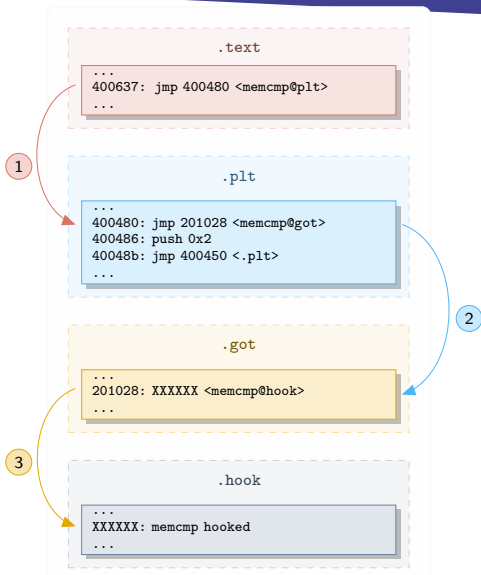 .text
...
400637: jmp 400480 <memcmp@plt>
...
1
.plt
...
400480: jmp 201028 <memcmp@got>
400486: push 0x2
40048b: jmp 400450 <.plt>
...
2
.got
...
201028: XXXXXX <memcmp@hook>
...
3
.hook
...
XXXXXX: memcmp hooked
...